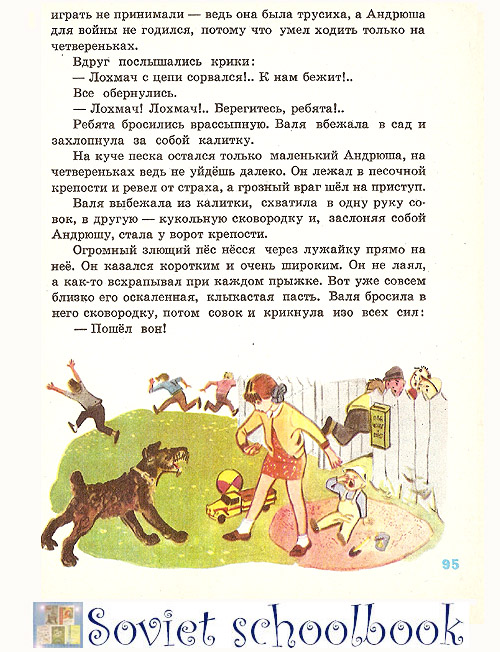 играть не принимали — ведь она была трусиха, а Андрюша
для войны не годился, потому что умел ходить только на
четвереньках.
Вдруг послышались крики:
— Лохмач с цепи сорвался!.. К нам бежит!..
Все обернулись.
— Лохмач! Лохмач!.. Берегитесь, ребята!..
Ребята бросились врассыпную. Валя вбежала в сад и
захлопнула за собой калитку.
На куче песка остался только маленький Андрюша, на
четвереньках ведь не уйдёшь далеко. Он лежал в песочной
крепости и ревел от страха, а грозный враг шёл на приступ.
Валя выбежала из калитки, схватила в одну руку со-
вок, в другую — кукольную сковородку и, заслоняя собой
Андрюшу, стала у ворот крепости.
Огромный злющий пёс нёсся через лужайку прямо на
неё. Он казался коротким и очень широким. Он не лаял,
а как-то всхрапывал при каждом прыжке. Вот уже совсем
близко его оскаленная, клыкастая пасть. Валя бросила в
него сковородку, потом совок и крикнула изо всех сил:
— Пошёл вон!
95
Soviet schoolbook